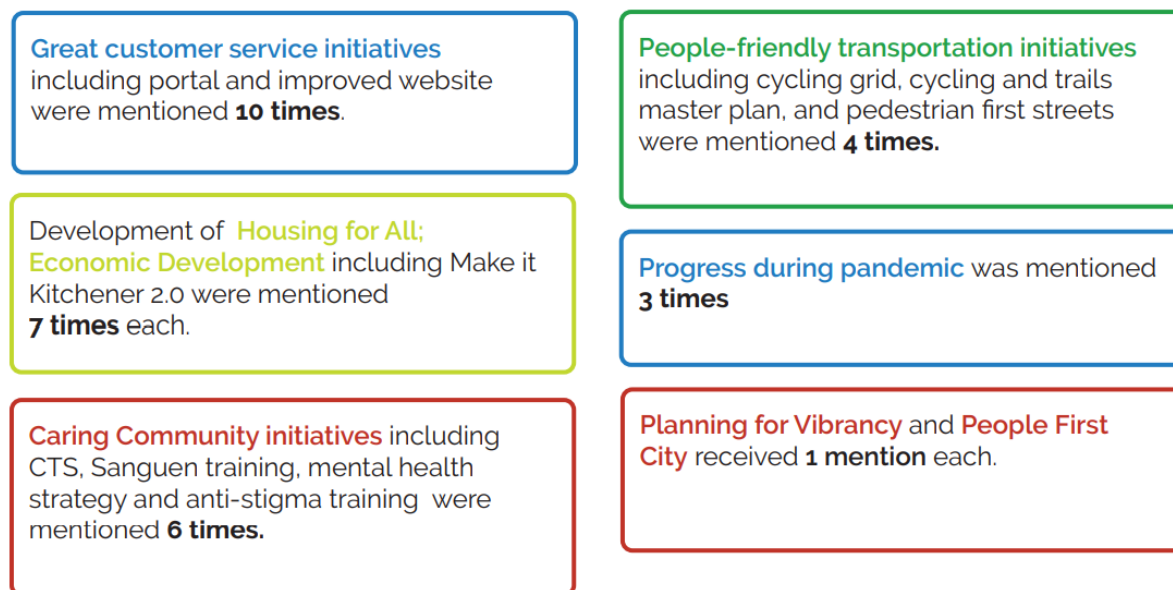 Great customer service initiatives
including portal and improved website
were mentioned 10 times.
Development of Housing for All;
Economic Development including Make it
Kitchener 2.0 were mentioned
7 times each.
Caring Community initiatives including
CTS, Sanguen training, mental health
strategy and anti-stigma training were
mentioned 6 times.
People-friendly transportation initiatives
including cycling grid, cycling and trails
master plan, and pedestrian first streets
were mentioned 4 times.
Progress during pandemic was mentioned
3 times
Planning for Vibrancy and People First
City received 1 mention each.